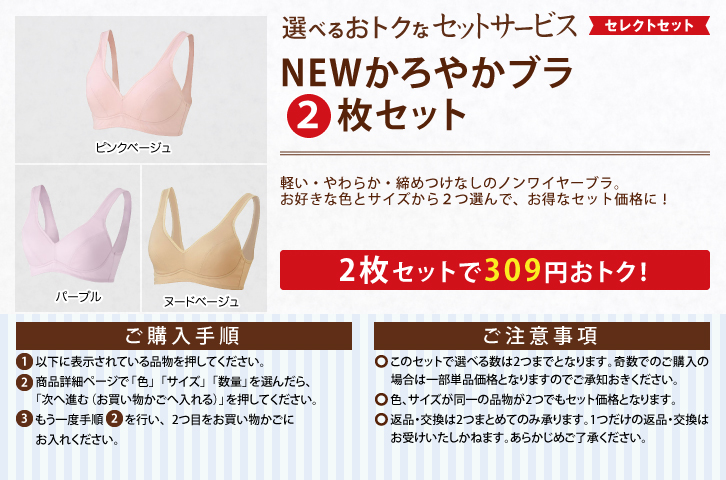 選べるおトクなセットサービス
セレクトセット
NEWかろやかブラ
2枚セット
ピンクベージュ
パープル
ヌードベージュ
軽い・やわらか・締めつけなしのノンワイヤーブラ。
お好きな色とサイズから２つ選んで、お得なセット価格に！
2枚セットで309円おトク!
ご購入手順
1 以下に表示されている品物を押してください。
2 商品詳細ページで「色」「サイズ」「数量」を選んだら、
「次へ進む（お買い物かごへ入れる）」を押してください。
3 もう一度手順 2 を行い、2つ目をお買い物かごに
お入れください。
ご注意事項
このセットで選べる数は2つまでとなります。奇数でのご購入の
場合は一部単品価格となりますのでご承知おきください。
色、サイズが同一の品物が2つでもセット価格となります。
返品・交換は2つまとめてのみ承ります。1つだけの返品・交換は
お受けいたしかねます。あらかじめご了承ください。